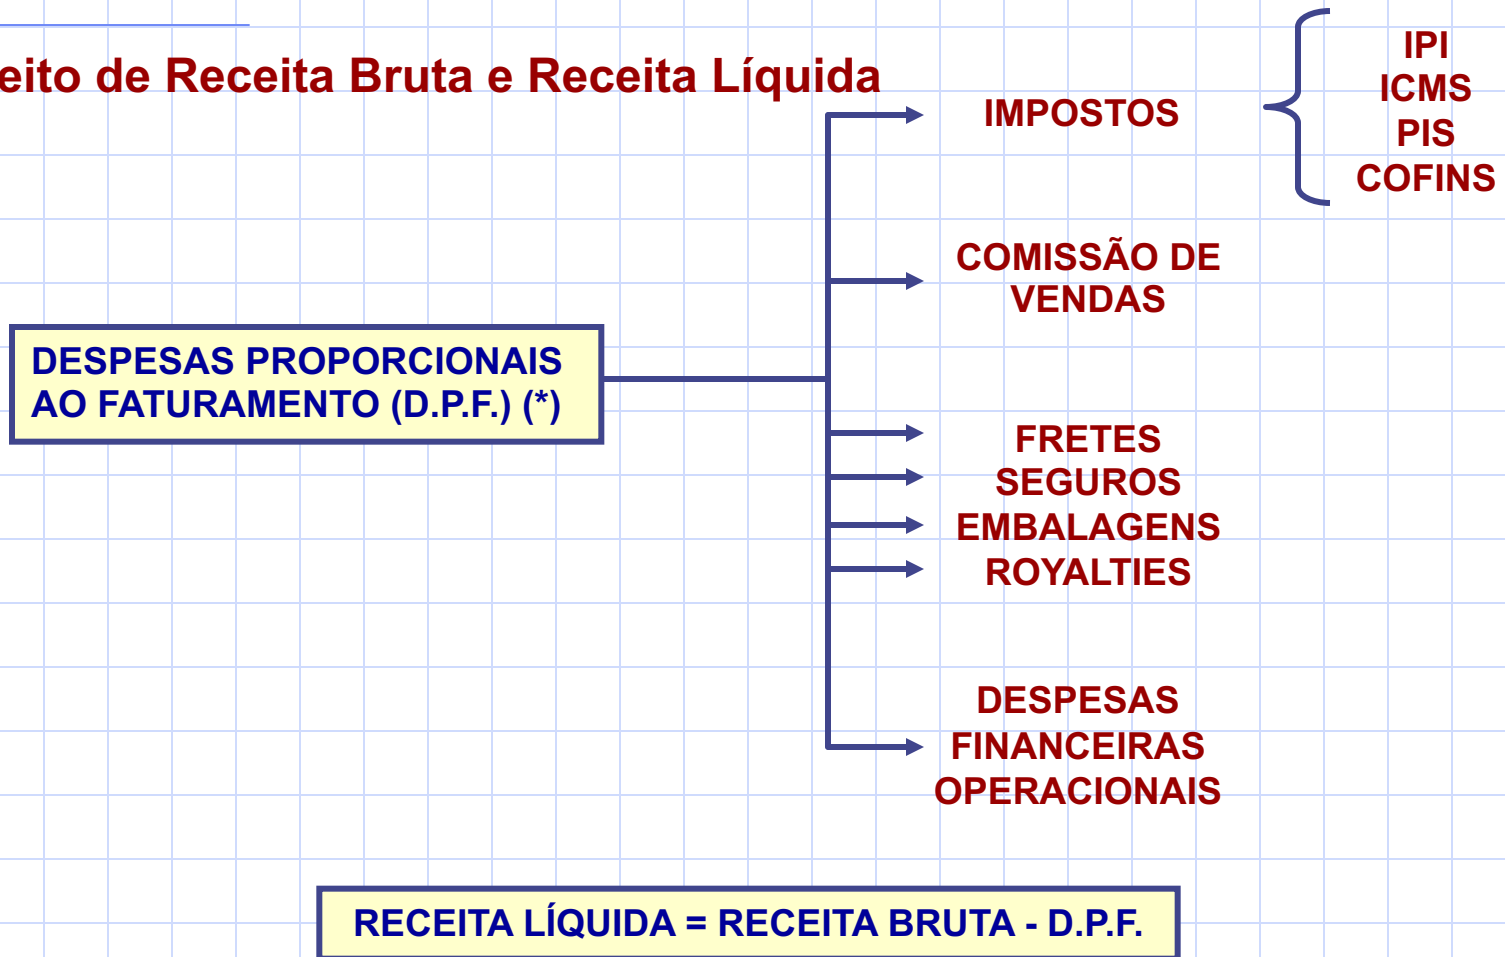 eito de Receita Bruta e Receita Líquida
IMPOSTOS
IPI
ICMS
PIS
COFINS
COMISSÃO DE
VENDAS
DESPESAS PROPORCIONAIS
AO FATURAMENTO (D.P.F.) (*)
FRETES
SEGUROS
EMBALAGENS
ROYALTIES
DESPESAS
FINANCEIRAS
OPERACIONAIS
RECEITA LÍQUIDA = RECEITA BRUTA - D.P.F.